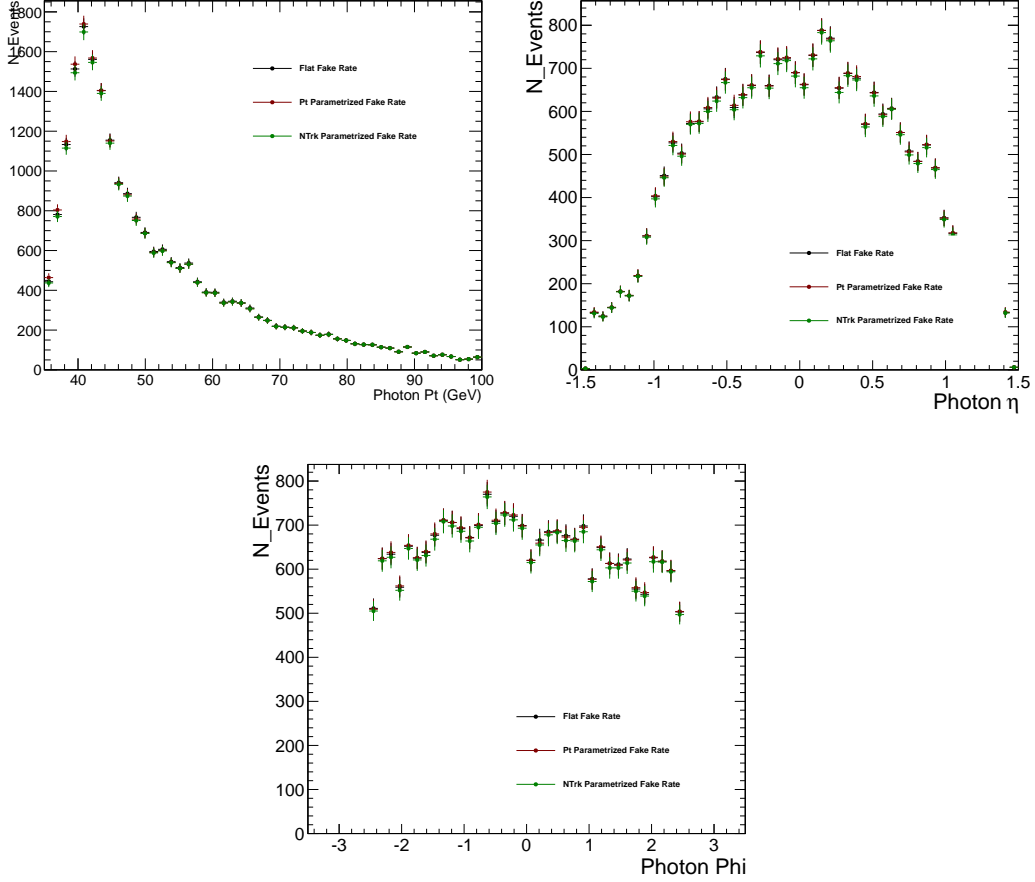 N_Events
1800
1600
1400
1200
1000
800
600
400
200
0
Flat Fake Rate
Pt Parametrized Fake Rate
NTrk Parametrized Fake Rate
40 50 60 70 80 90 100
Photon Pt (GeV)
N_Events
800
700
600
500
400
300
200
100
0
Flat Fake Rate
Pt Parametrized Fake Rate
NTrk Parametrized Fake Rate
-1.5 -1 -0.5 0 0.5 1 1.5
Photon η
N_Events
800
700
600
500
400
300
200
100
0
Flat Fake Rate
Pt Parametrized Fake Rate
NTrk Parametrized Fake Rate
-3 -2 -1 0 1 2 3
Photon Phi